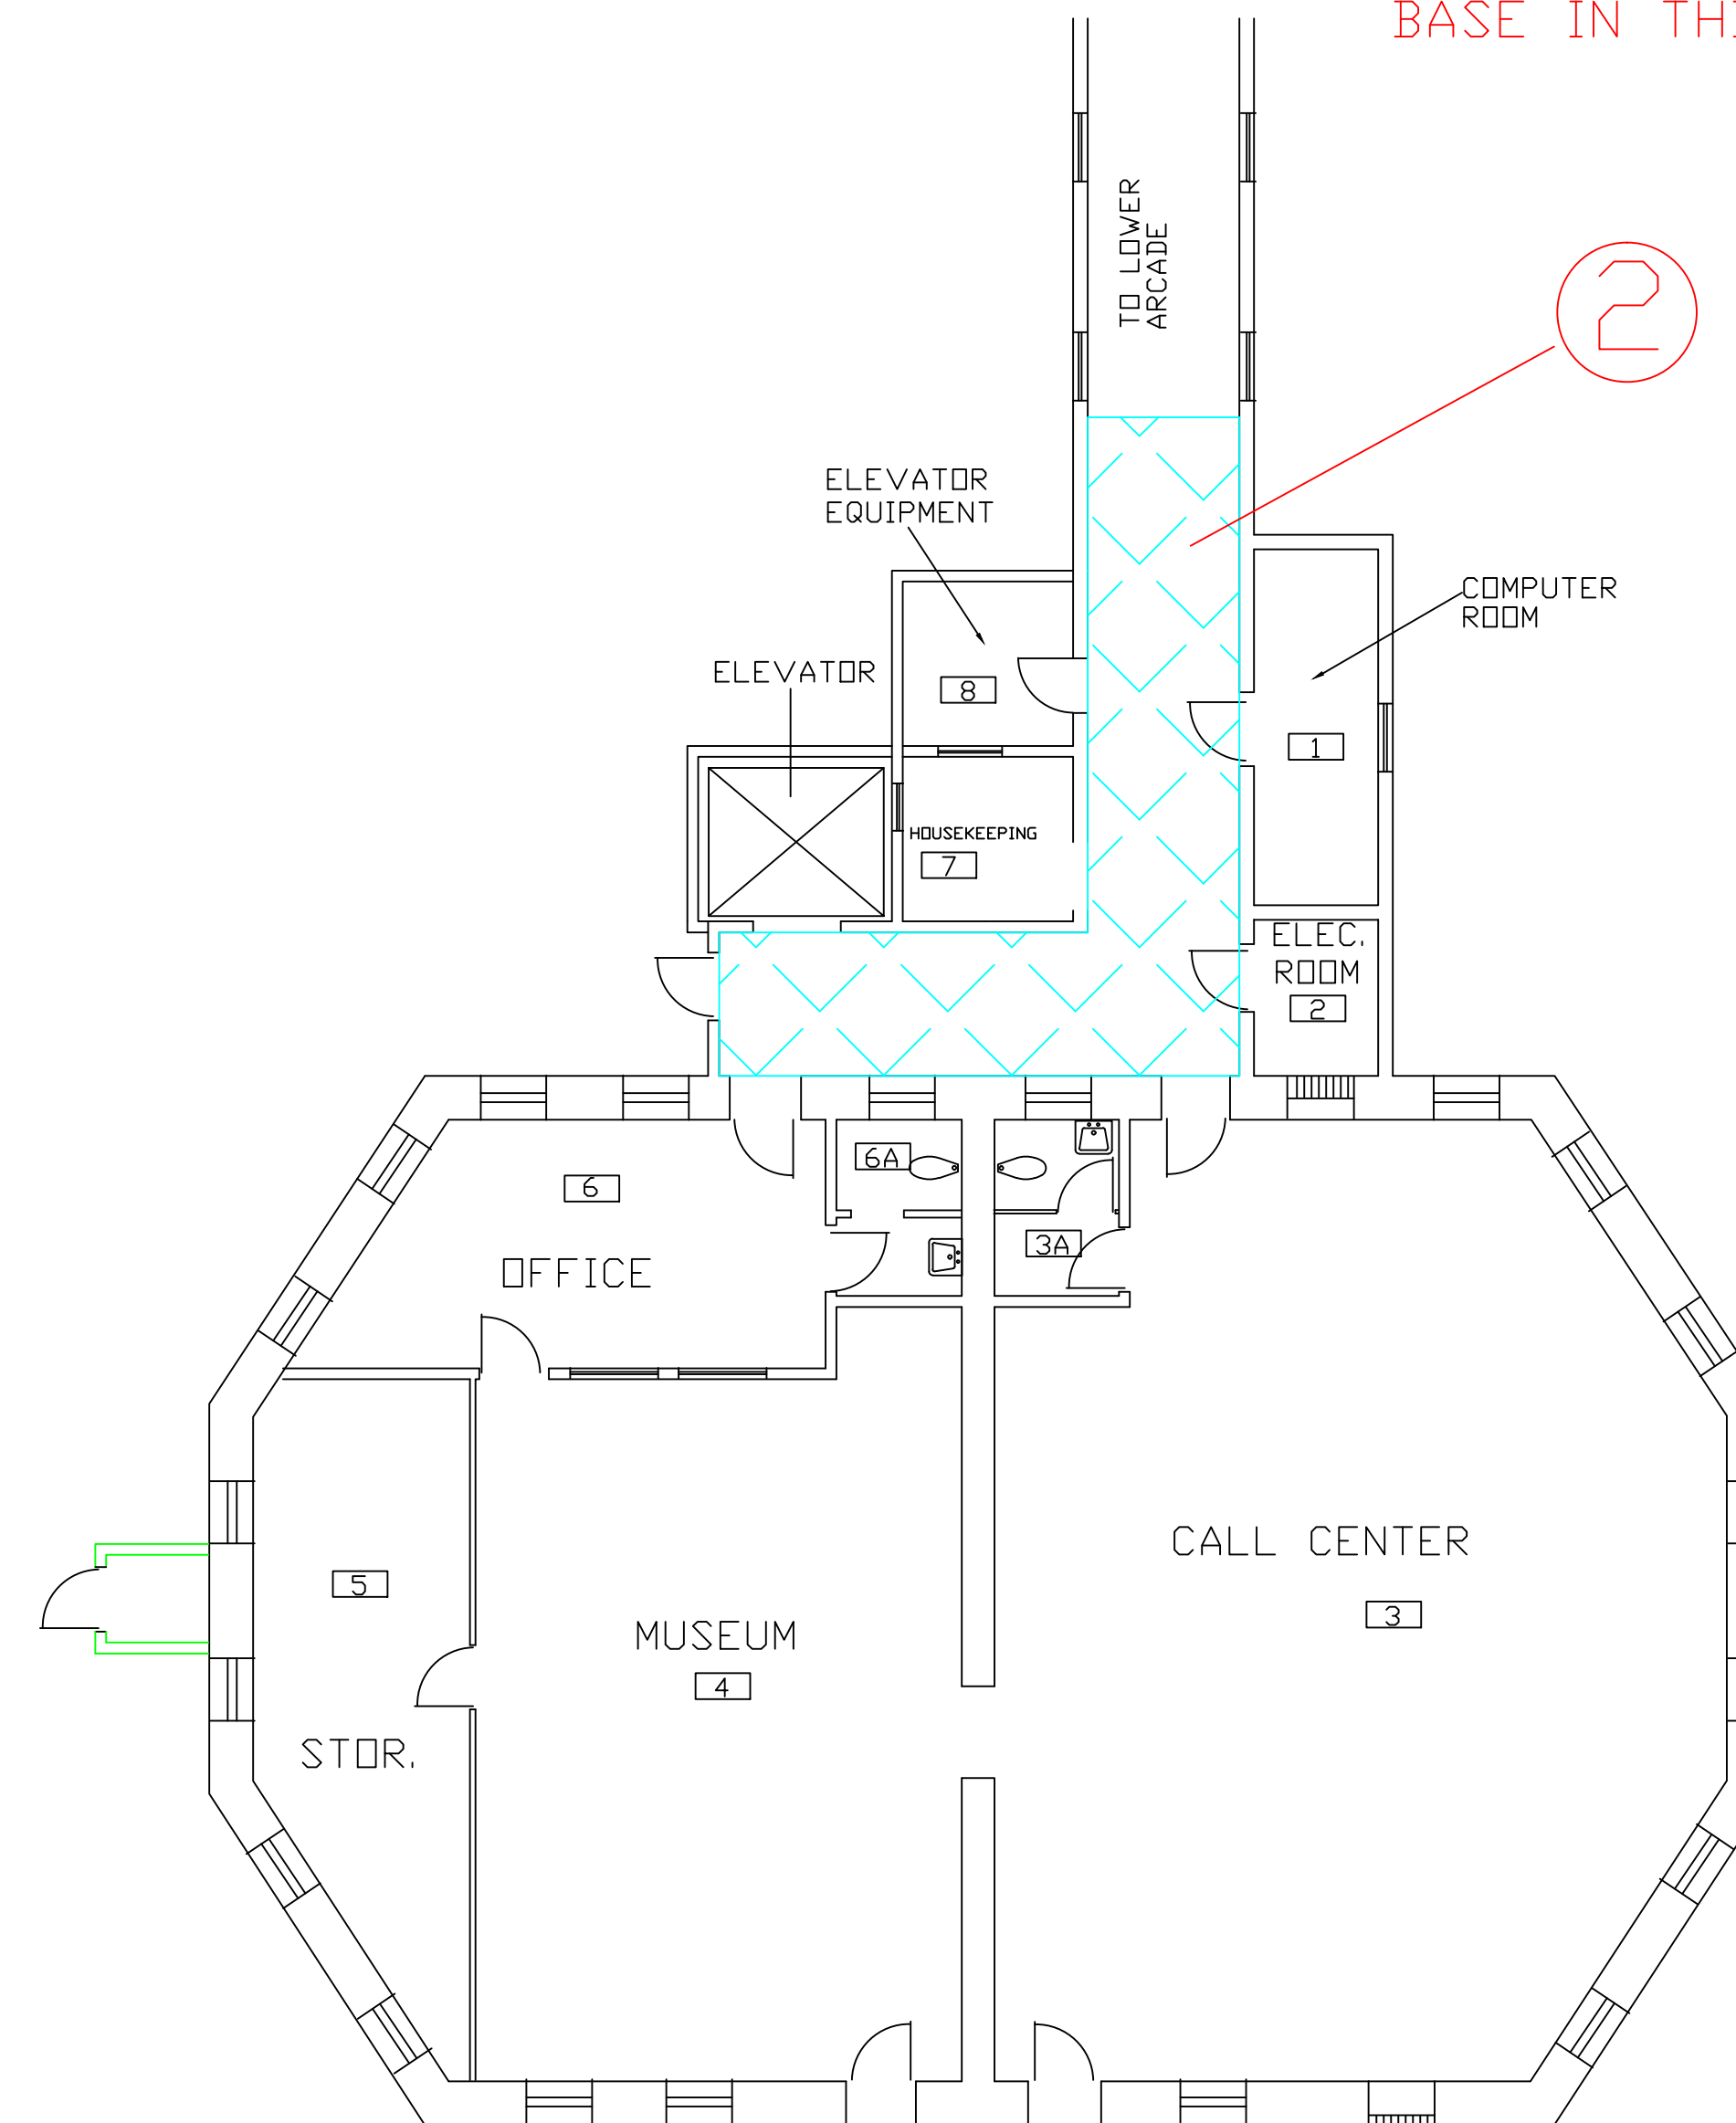 BASE IN
TO LOWER
ARCADE
2
ELEVATOR
EQUIPMENT
COMPUTER
ROOM
ELEVATOR
8
1
HOUSEKEEPING
7
ELEC.
ROOM
2
6A
6
3A
OFFICE
CALL CENTER
5
3
MUSEUM
4
STOR.